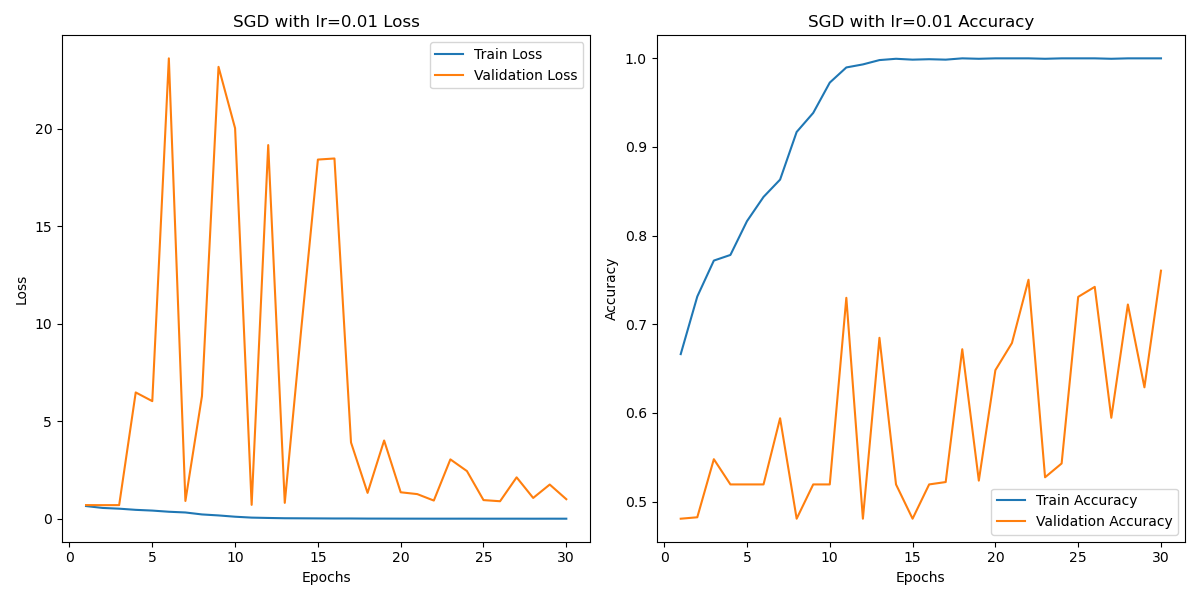 SGD with lr=0.01 Loss
Train Loss
Validation Loss
20
15
10
5
0
Loss
0 5 10 15 20 25 30
Epochs
SGD with lr=0.01 Accuracy
1.0
0.9
0.8
0.7
0.6
0.5
Accuracy
Train Accuracy
Validation Accuracy
0 5 10 15 20 25 30
Epochs